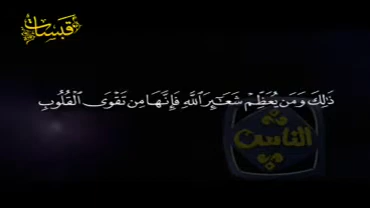 قبسات
ذَٰلِكَ وَمَن يُعَظِّمْ شَعَٰٓئِرَ ٱللَّهِ فَإِنَّهَا مِن تَقْوَى ٱلْقُلُوبِ
الناس